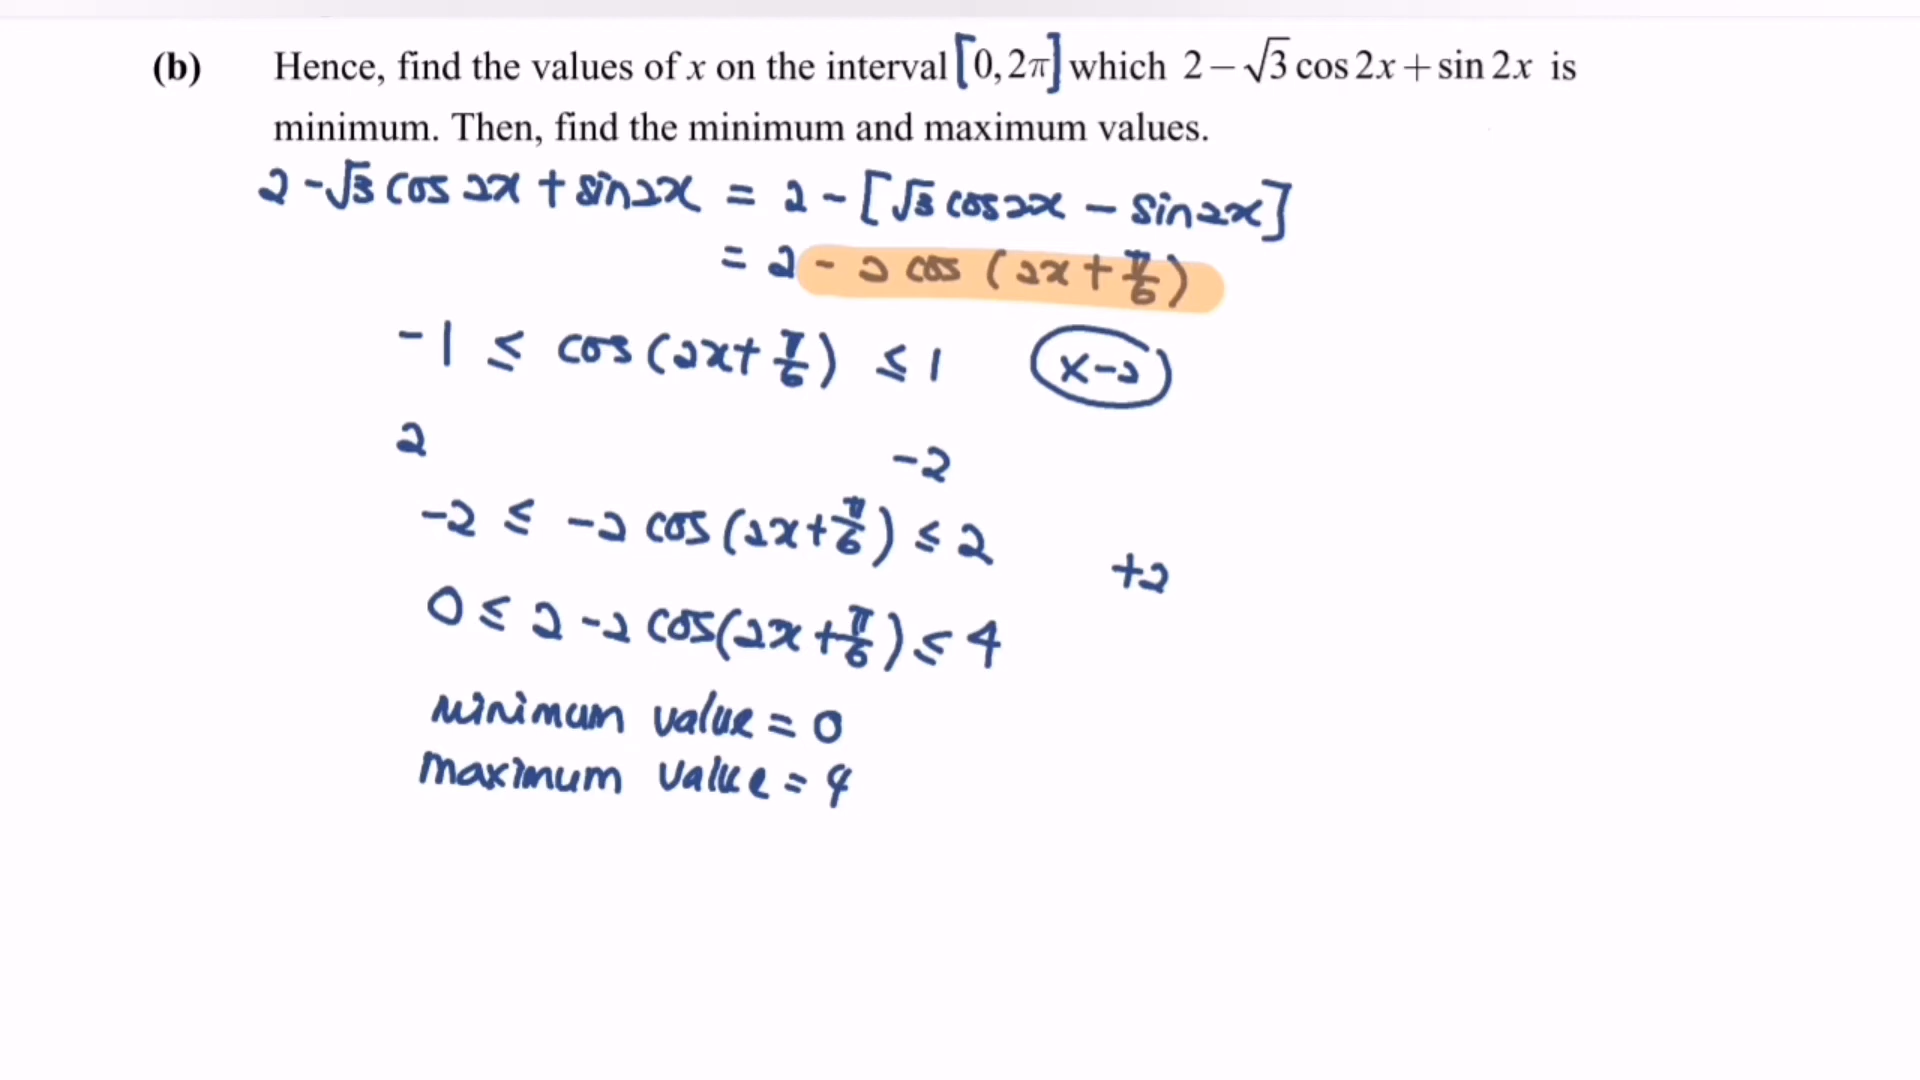 (b) Hence, find the values of x on the interval [0, 2π] which 2 − √3 cos 2x + sin 2x is
minimum. Then, find the minimum and maximum values.
2 - √3 cos 2x + sin 2x = 2 - [√3 cos 2x - sin 2x]
= 2 - 2 cos (2x + π/6)
-1 ≤ cos (2x + π/6) ≤ 1 x-2
2 -2
-2 ≤ -2 cos (2x + π/6) ≤ 2
+2
0 ≤ 2 - 2 cos (2x + π/6) ≤ 4
minimum value = 0
maximum value = 4